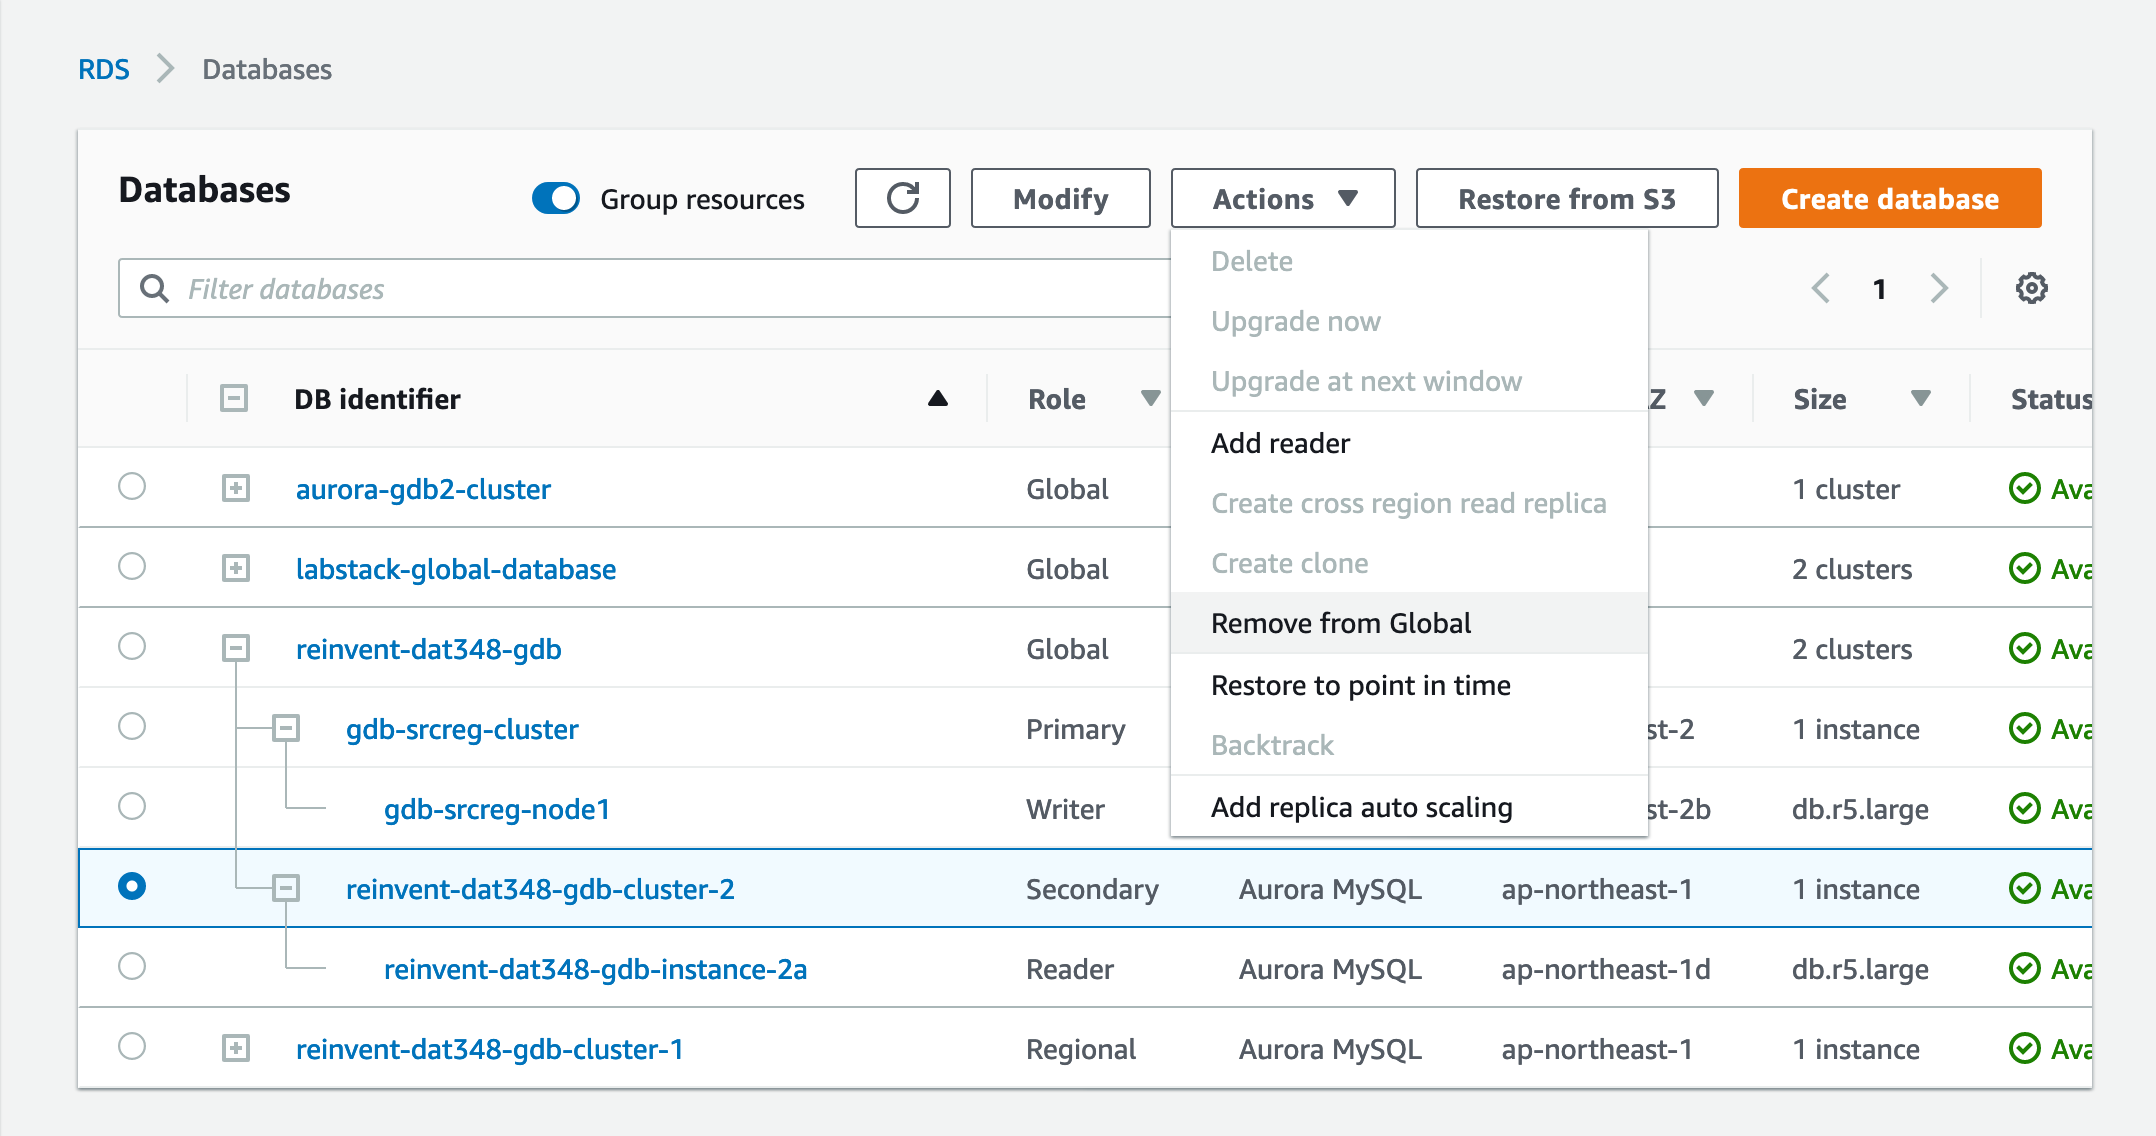 RDS > Databases
Databases
Group resources
Modify
Actions
Restore from S3
Create database
Filter databases
1
Delete
Upgrade now
Upgrade at next window
Add reader
Create cross region read replica
Create clone
Remove from Global
Restore to point in time
Backtrack
Add replica auto scaling
DB identifier Role Z Size Status
aurora-gdb2-cluster Global 1 cluster Ava
labstack-global-database Global 2 clusters Ava
reinvent-dat348-gdb Global 2 clusters Ava
gdb-srcreg-cluster Primary st-2 1 instance Ava
gdb-srcreg-node1 Writer st-2b db.r5.large Ava
reinvent-dat348-gdb-cluster-2 Secondary Aurora MySQL ap-northeast-1 1 instance Ava
reinvent-dat348-gdb-instance-2a Reader Aurora MySQL ap-northeast-1d db.r5.large Ava
reinvent-dat348-gdb-cluster-1 Regional Aurora MySQL ap-northeast-1 1 instance Ava